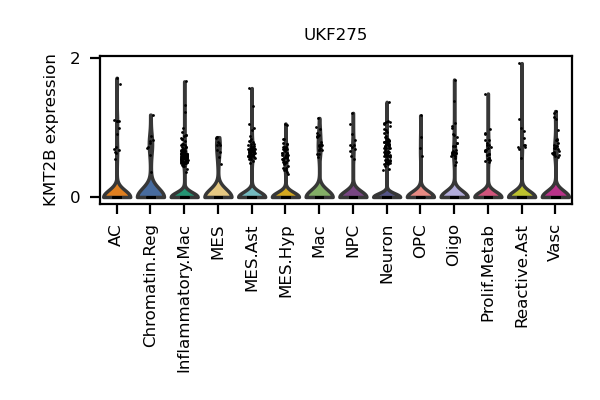 UKF275
KMT2B expression
2
0
AC
Chromatin.Reg
Inflammatory.Mac
MES
MES.Ast
MES.Hyp
Mac
NPC
Neuron
OPC
Oligo
Prolif.Metab
Reactive.Ast
Vasc